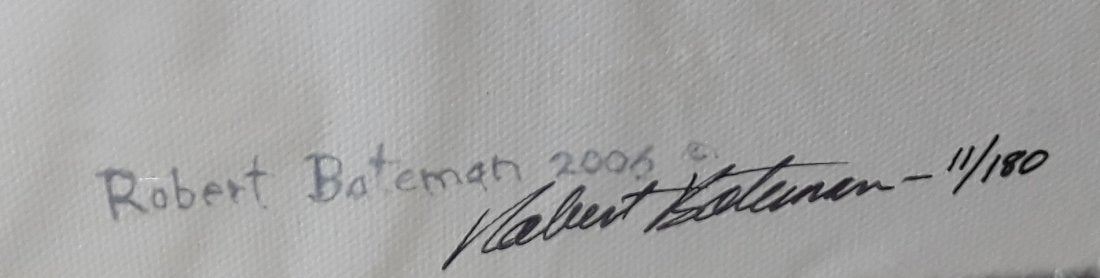 Robert Bateman 2006 ©.
Robert Bateman – 11/180